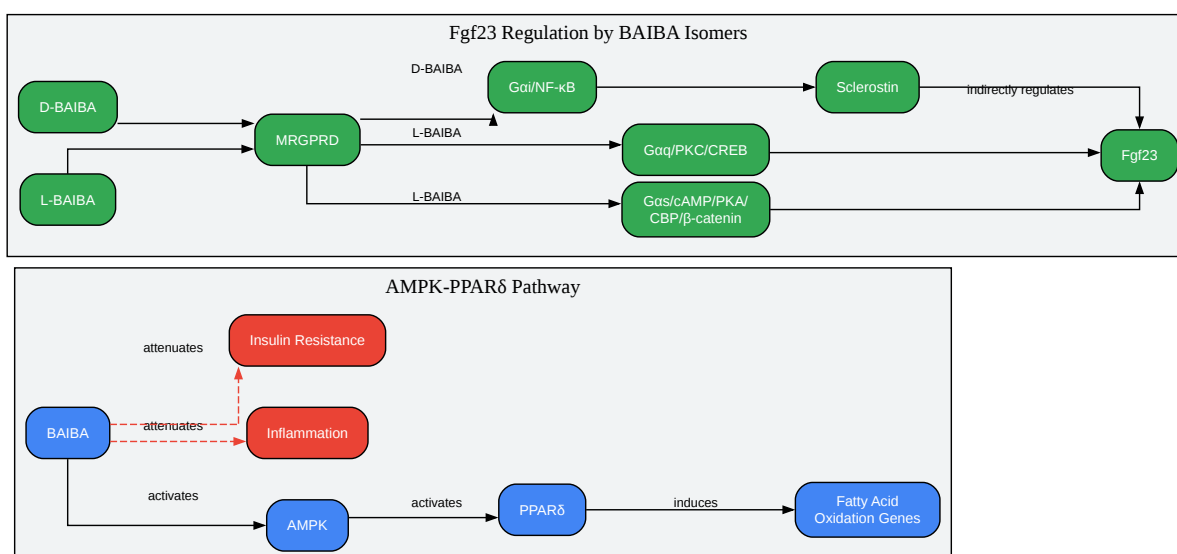 Fgf23 Regulation by BAIBA Isomers
D-BAIBA
Gαi/NF-κB
Sclerostin
indirectly regulates
D-BAIBA
MRGPRD
L-BAIBA
Gαq/PKC/CREB
Fgf23
L-BAIBA
L-BAIBA
Gαs/cAMP/PKA/
CBP/β-catenin
AMPK-PPARδ Pathway
attenuates
Insulin Resistance
BAIBA
attenuates
Inflammation
activates
AMPK
activates
PPARδ
induces
Fatty Acid
Oxidation Genes